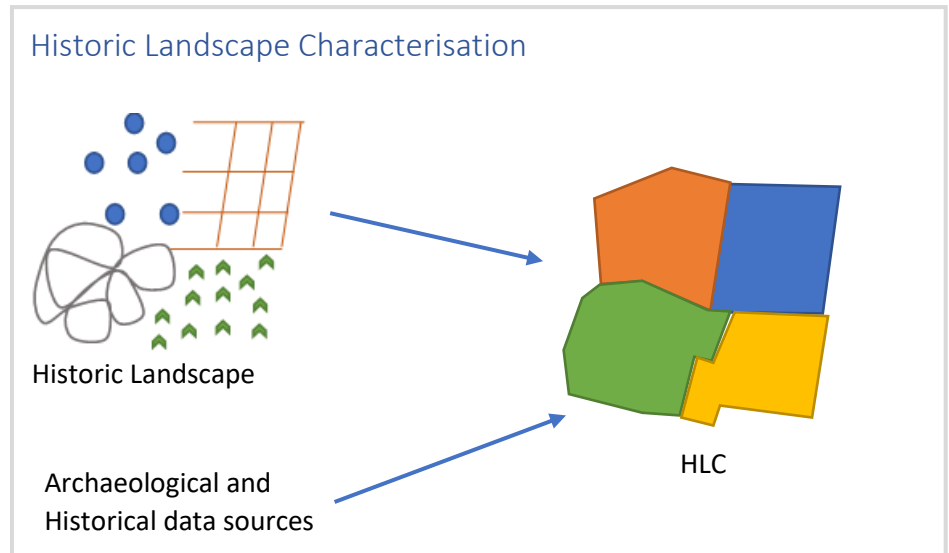 Historic Landscape Characterisation
Historic Landscape
HLC
Archaeological and
Historical data sources